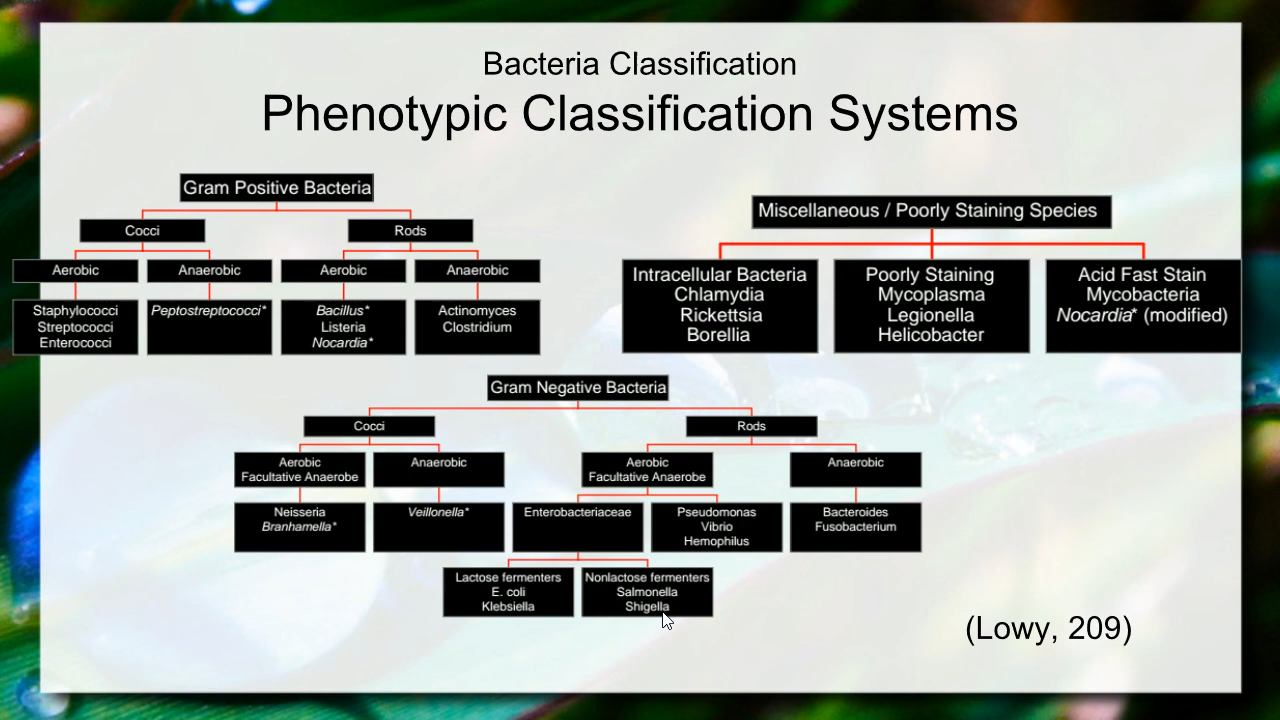 Bacteria Classification
Phenotypic Classification Systems
Gram Positive Bacteria
Cocci
Rods
Aerobic
Anaerobic
Aerobic
Anaerobic
Staphylococci
Streptococci
Enterococci
Peptostreptococci*
Bacillus*
Listeria
Nocardia*
Actinomyces
Clostridium
Miscellaneous / Poorly Staining Species
Intracellular Bacteria
Chlamydia
Rickettsia
Borellia
Poorly Staining
Mycoplasma
Legionella
Helicobacter
Acid Fast Stain
Mycobacteria
Nocardia* (modified)
Gram Negative Bacteria
Cocci
Rods
Aerobic
Facultative Anaerobe
Anaerobic
Aerobic
Facultative Anaerobe
Anaerobic
Neisseria
Branhamella*
Veillonella*
Enterobacteriaceae
Pseudomonas
Vibrio
Hemophilus
Bacteroides
Fusobacterium
Lactose fermenters
E. coli
Klebsiella
Nonlactose fermenters
Salmonella
Shigella
(Lowy, 209)